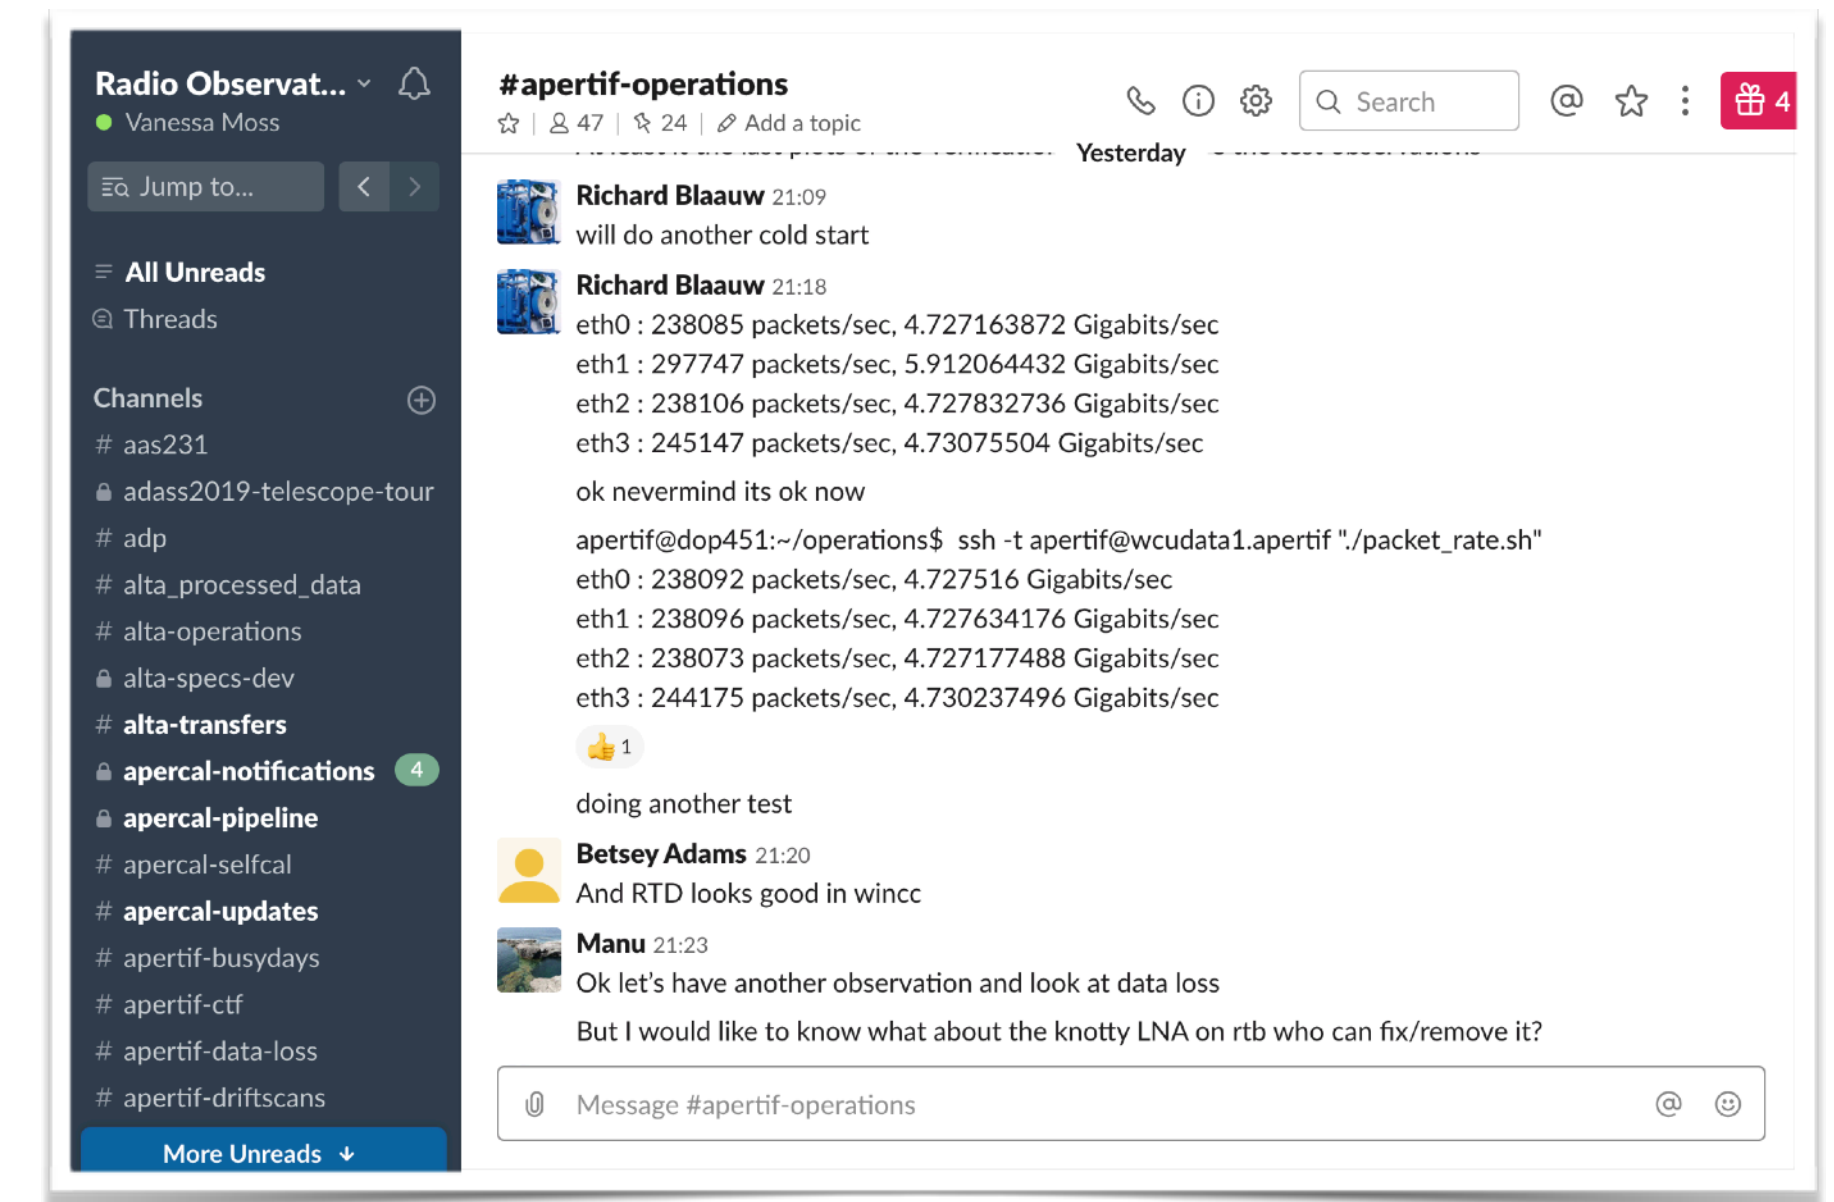 Radio Observat...
Vanessa Moss
Jump to...
All Unreads
Threads
Channels
# aas231
adass2019-telescope-tour
# adp
# alta_processed_data
# alta-operations
alta-specs-dev
# alta-transfers
apercal-notifications 4
apercal-pipeline
# apercal-selfcal
# apercal-updates
# apertif-busydays
# apertif-ctf
# apertif-data-loss
# apertif-driftscans
More Unreads ↓
#apertif-operations
47 | 24 | Add a topic
Search
4
Yesterday
Richard Blaauw 21:09
will do another cold start
Richard Blaauw 21:18
eth0 : 238085 packets/sec, 4.727163872 Gigabits/sec
eth1 : 297747 packets/sec, 5.912064432 Gigabits/sec
eth2 : 238106 packets/sec, 4.727832736 Gigabits/sec
eth3 : 245147 packets/sec, 4.73075504 Gigabits/sec
ok nevermind its ok now
apertif@dop451:~/operations$ ssh -t apertif@wcudata1.apertif "./packet_rate.sh"
eth0 : 238092 packets/sec, 4.727516 Gigabits/sec
eth1 : 238096 packets/sec, 4.727634176 Gigabits/sec
eth2 : 238073 packets/sec, 4.727177488 Gigabits/sec
eth3 : 244175 packets/sec, 4.730237496 Gigabits/sec
👍 1
doing another test
Betsey Adams 21:20
And RTD looks good in wincc
Manu 21:23
Ok let's have another observation and look at data loss
But I would like to know what about the knotty LNA on rtb who can fix/remove it?
Message #apertif-operations